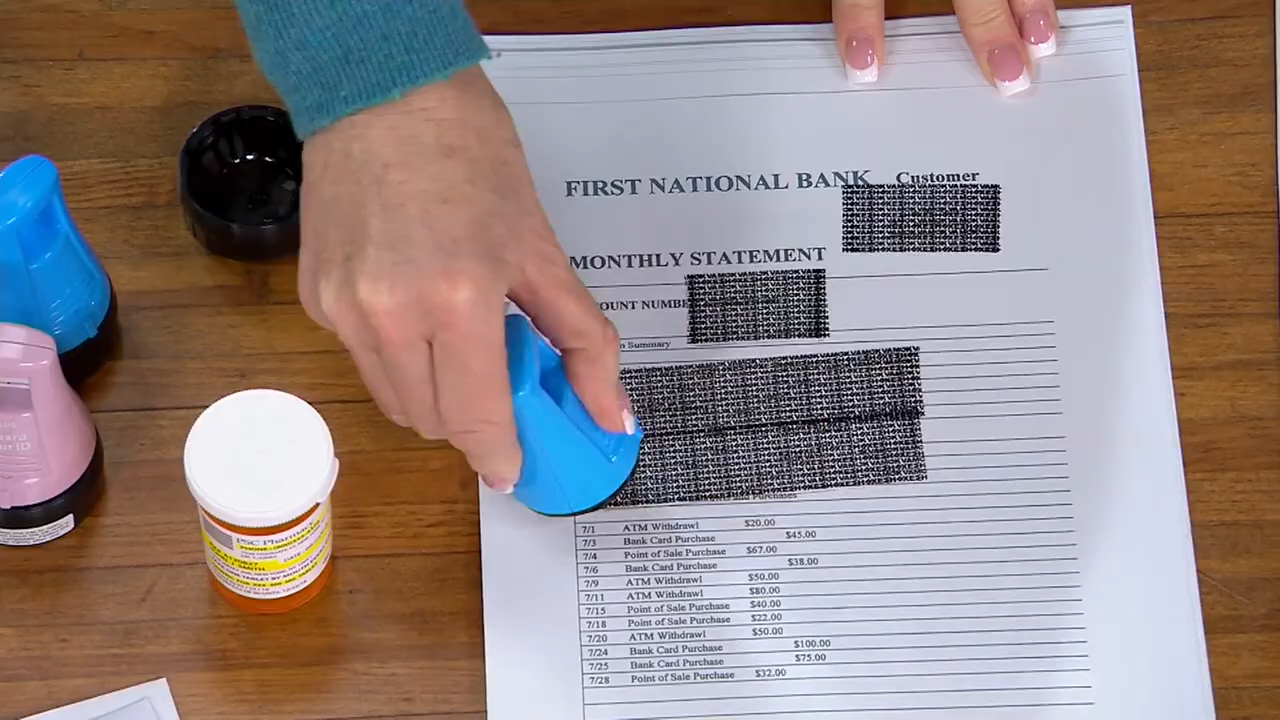 FIRST NATIONAL BANK Customer
MONTHLY STATEMENT
OUNT NUMBE
n Summary
Purchases
7/1 ATM Withdrawl $20.00
7/3 Bank Card Purchase $45.00
7/4 Point of Sale Purchase $67.00
7/6 Bank Card Purchase $38.00
7/9 ATM Withdrawl $50.00
7/11 ATM Withdrawl $80.00
7/15 Point of Sale Purchase $40.00
7/18 Point of Sale Purchase $22.00
7/20 ATM Withdrawl $50.00
7/24 Bank Card Purchase $100.00
7/25 Bank Card Purchase $75.00
7/28 Point of Sale Purchase $32.00
PSC Pharmacy